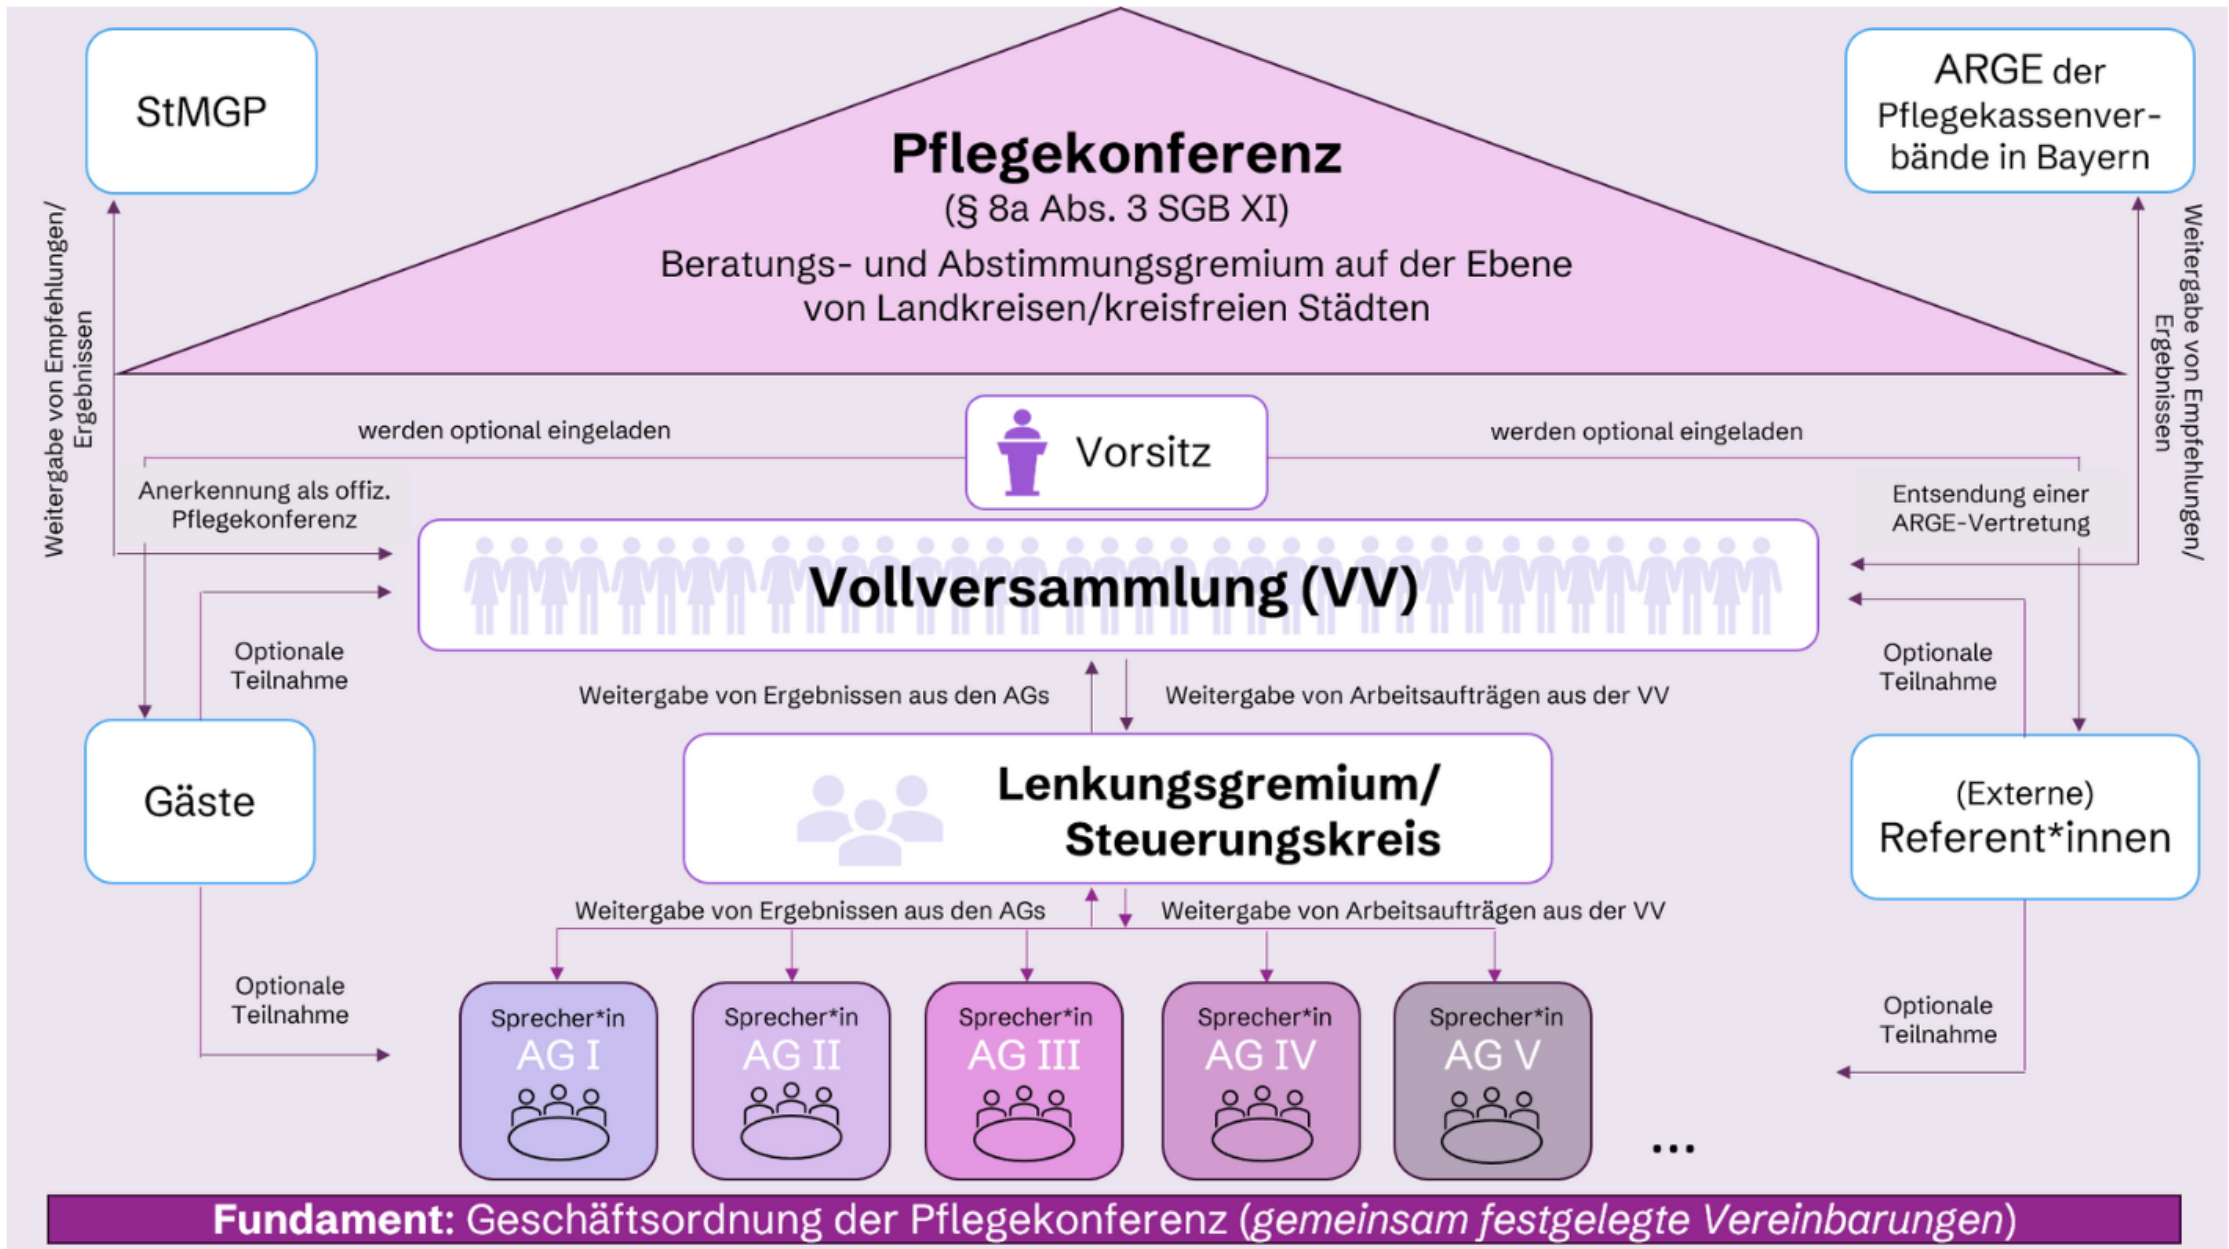 StMGP
ARGE der
Pflegekassenver-
bände in Bayern
Pflegekonferenz
(§ 8a Abs. 3 SGB XI)
Beratungs- und Abstimmungsgremium auf der Ebene
von Landkreisen/kreisfreien Städten
Weitergabe von Empfehlungen/
Ergebnissen
Weitergabe von Empfehlungen/
Ergebnissen
werden optional eingeladen
Vorsitz
werden optional eingeladen
Anerkennung als offiz.
Pflegekonferenz
Entsendung einer
ARGE-Vertretung
Vollversammlung (VV)
Optionale
Teilnahme
Optionale
Teilnahme
Weitergabe von Ergebnissen aus den AGs
Weitergabe von Arbeitsaufträgen aus der VV
Gäste
Lenkungsgremium/
Steuerungskreis
(Externe)
Referent*innen
Weitergabe von Ergebnissen aus den AGs
Weitergabe von Arbeitsaufträgen aus der VV
Optionale
Teilnahme
Optionale
Teilnahme
Sprecher*in
AG I
Sprecher*in
AG II
Sprecher*in
AG III
Sprecher*in
AG IV
Sprecher*in
AG V
...
Fundament: Geschäftsordnung der Pflegekonferenz (gemeinsam festgelegte Vereinbarungen)